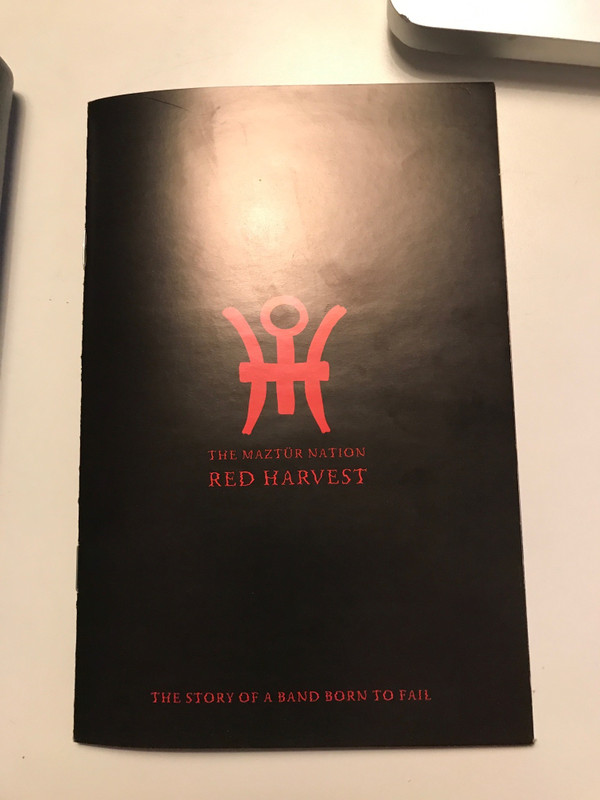 THE MAZTÜR NATION
RED HARVEST
THE STORY OF A BAND BORN TO FAIL